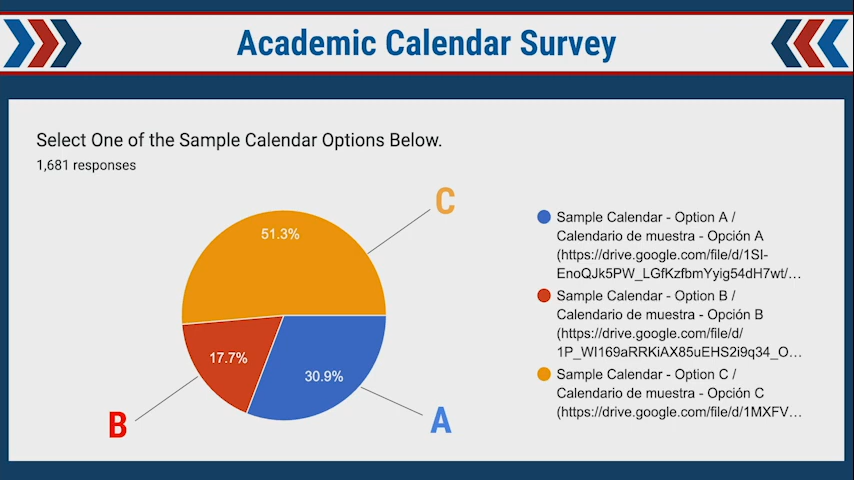 Academic Calendar Survey
Select One of the Sample Calendar Options Below.
1,681 responses
C
51.3%
17.7%
30.9%
B
A
Sample Calendar - Option A /
Calendario de muestra - Opción A
(https://drive.google.com/file/d/1SI-
EnoQJk5PW_LGfKzfbmYyig54dH7wt/…
Sample Calendar - Option B /
Calendario de muestra - Opción B
(https://drive.google.com/file/d/
1P_WI169aRRKiAX85uEHS2i9q34_O…
Sample Calendar - Option C /
Calendario de muestra - Opción C
(https://drive.google.com/file/d/1MXFV…